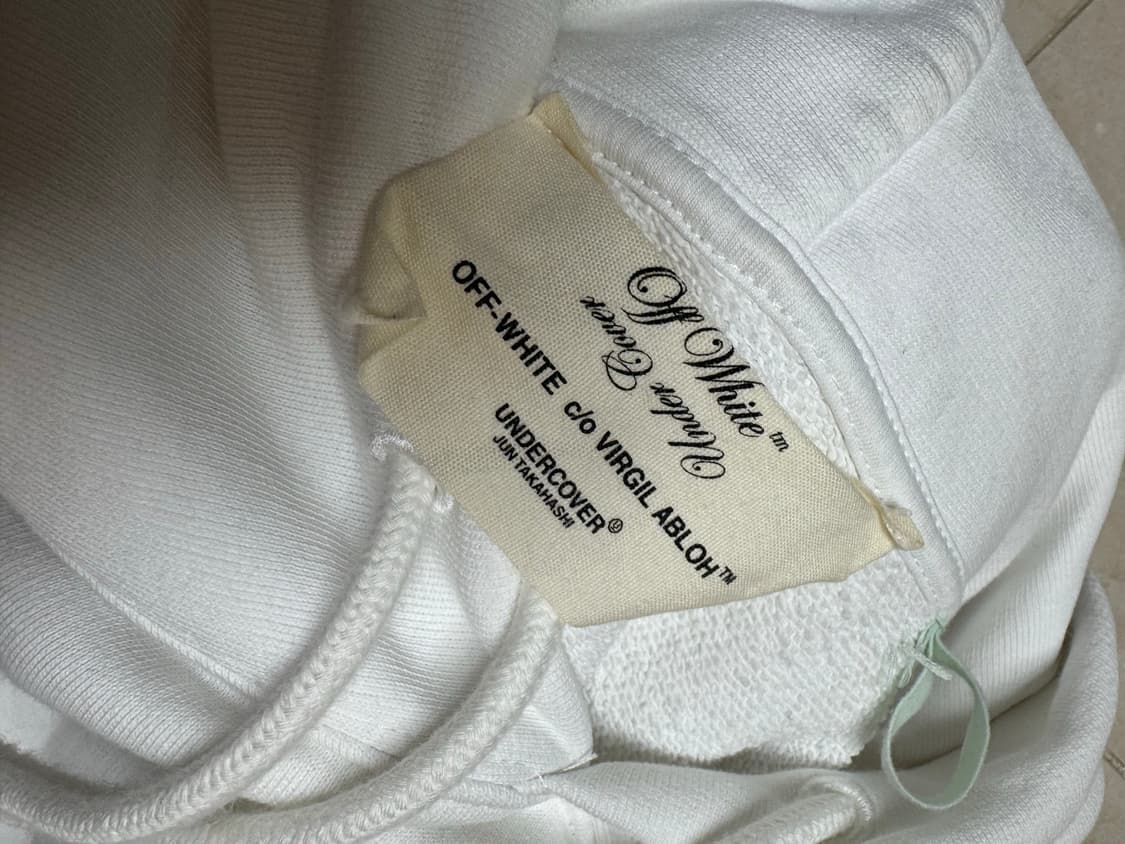 Off White™
Under Cover
OFF-WHITE c/o VIRGIL ABLOH™
UNDERCOVER®
JUN TAKAHASHI